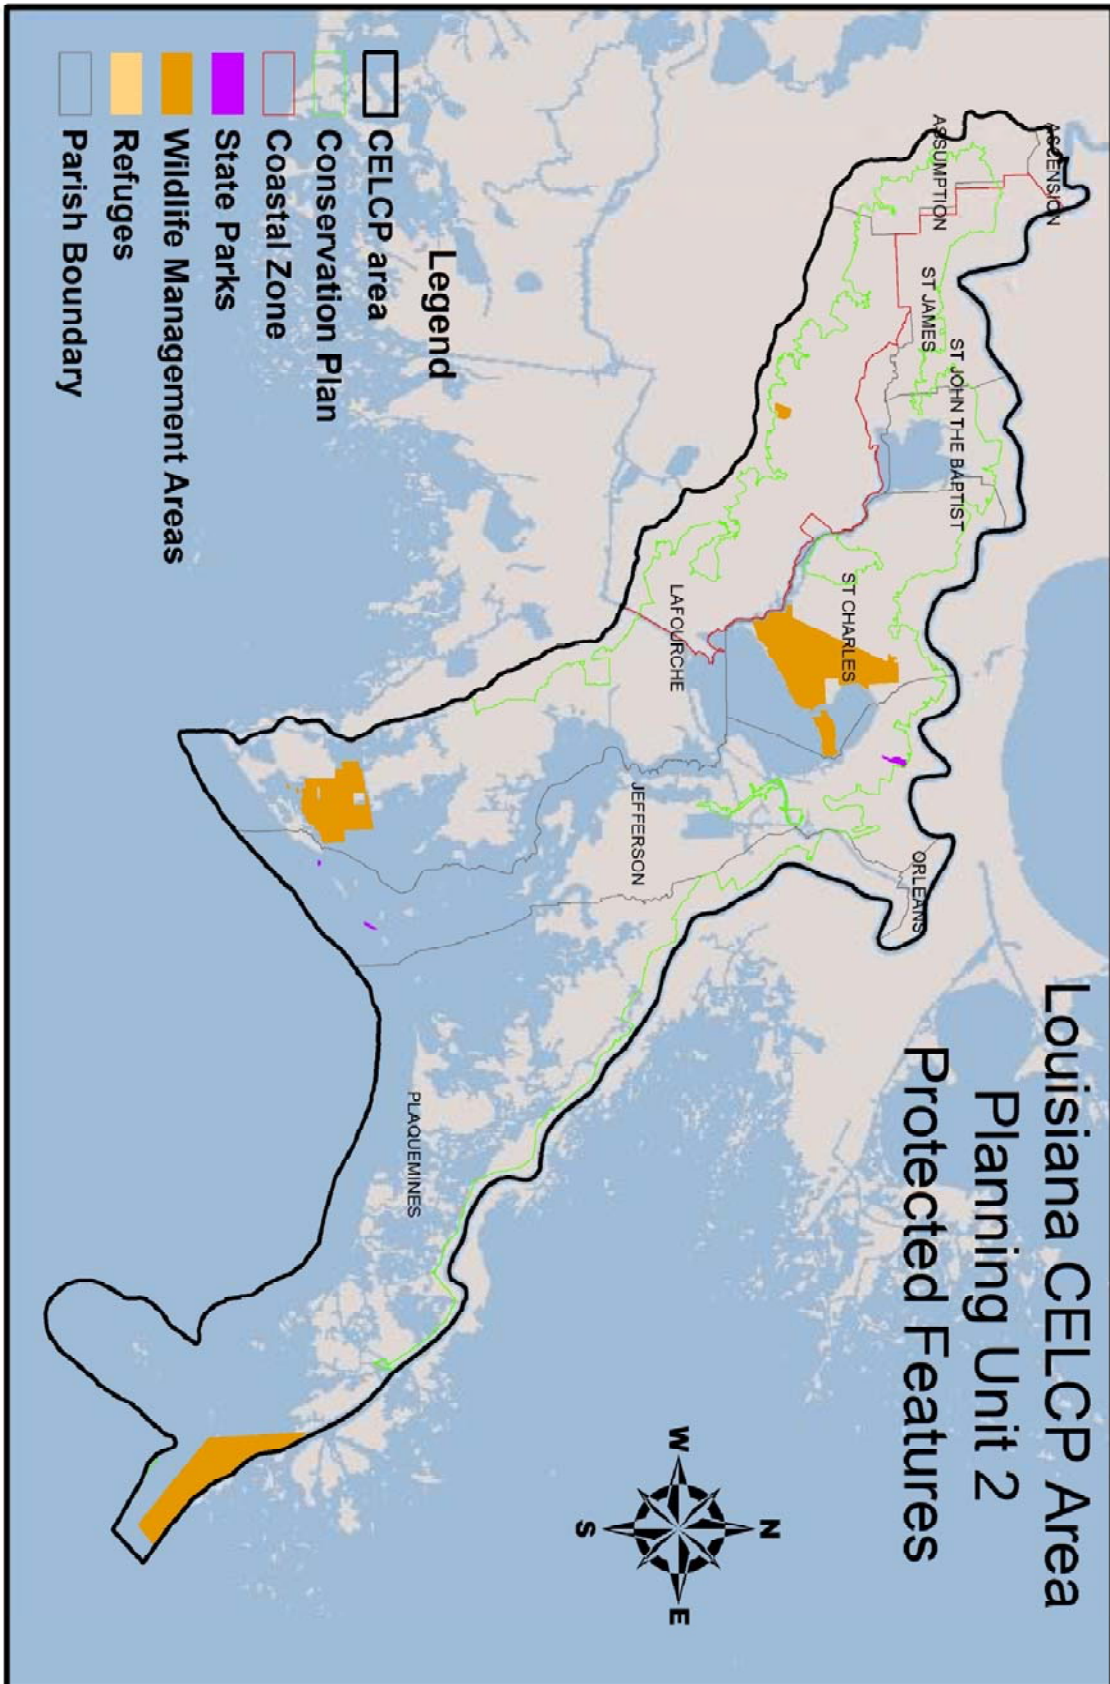 Louisiana CELCP Area
Planning Unit 2
Protected Features
ASCENSION
ASSUMPTION
ST JAMES
ST JOHN THE BAPTIST
ST CHARLES
ORLEANS
LAFOURCHE
JEFFERSON
PLAQUEMINES
N
W
E
S
Legend
CELCP area
Conservation Plan
Coastal Zone
State Parks
Wildlife Management Areas
Refuges
Parish Boundary